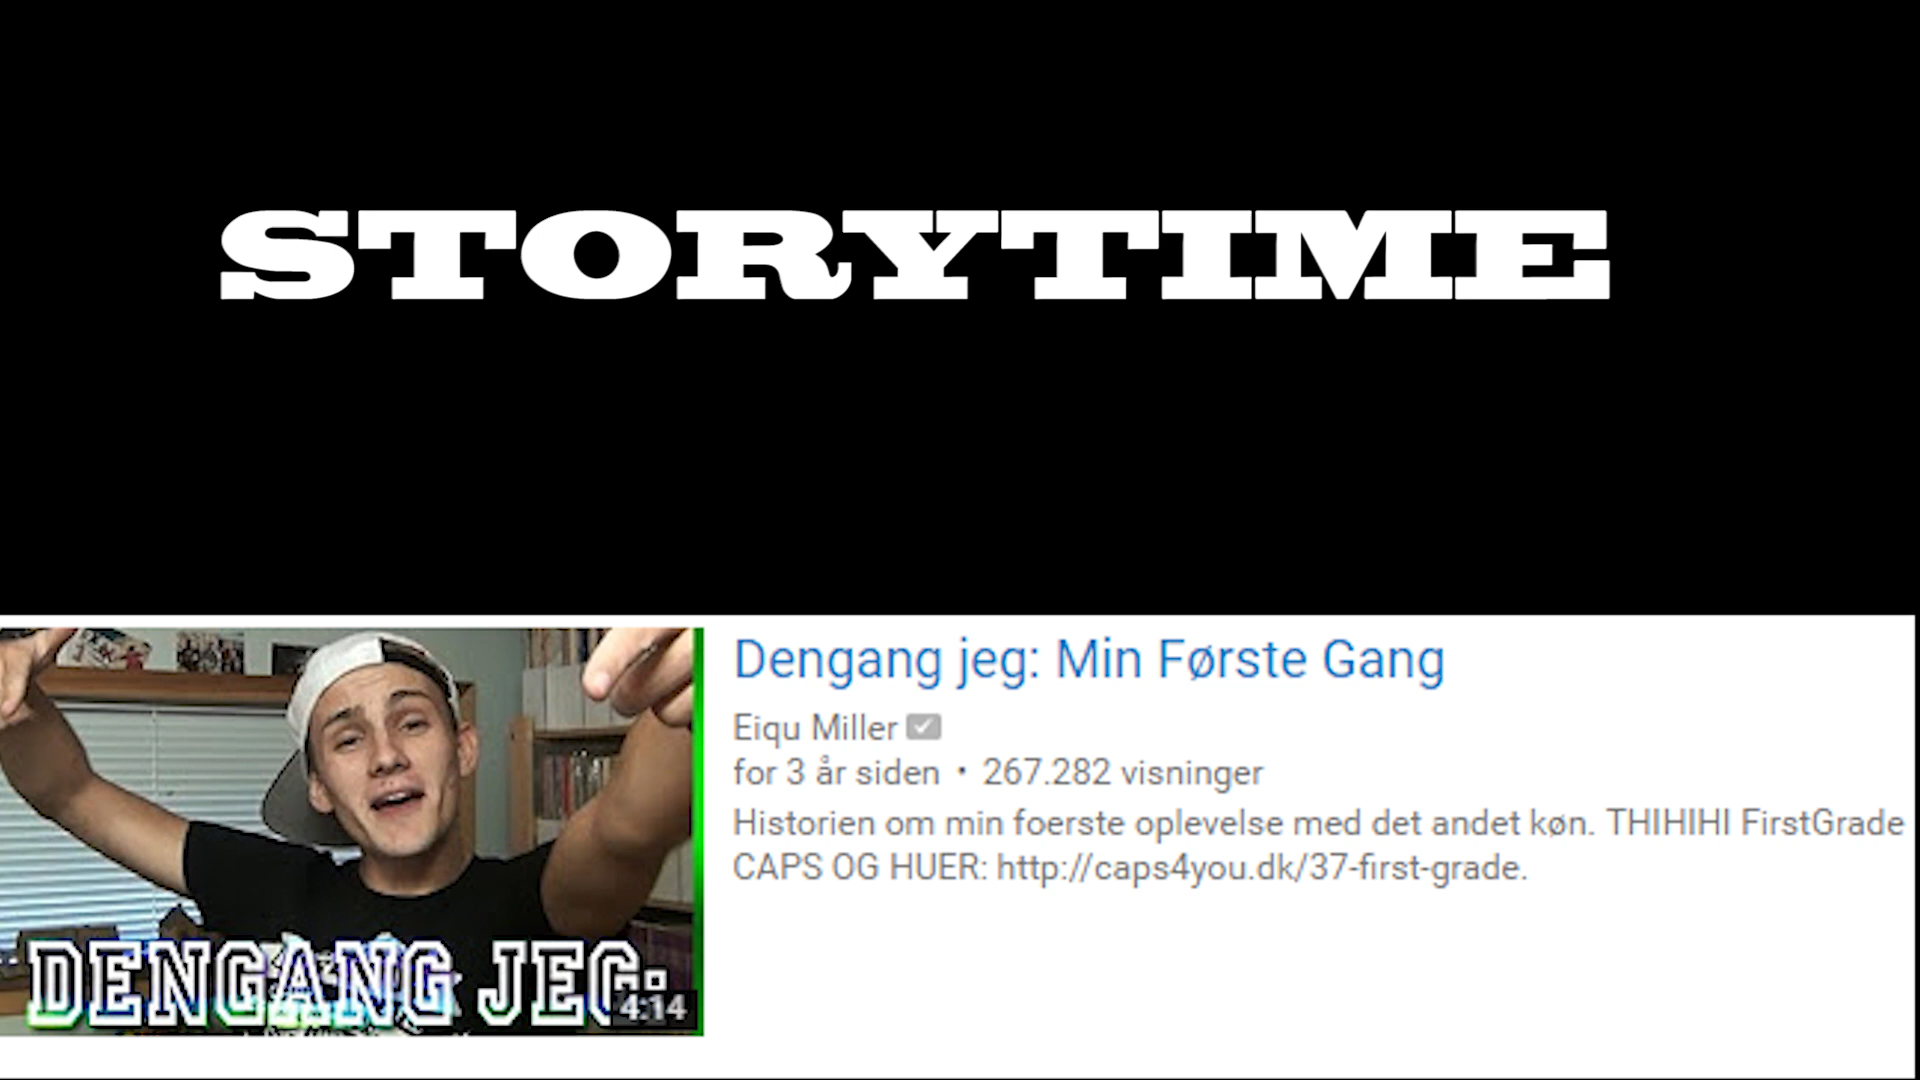 STORYTIME
Dengang jeg: Min Første Gang
Eiqu Miller
for 3 år siden • 267.282 visninger
Historien om min foerste oplevelse med det andet køn. THIHIHI FirstGrade
CAPS OG HUER: http://caps4you.dk/37-first-grade.
DENGANG JEG:
4:14